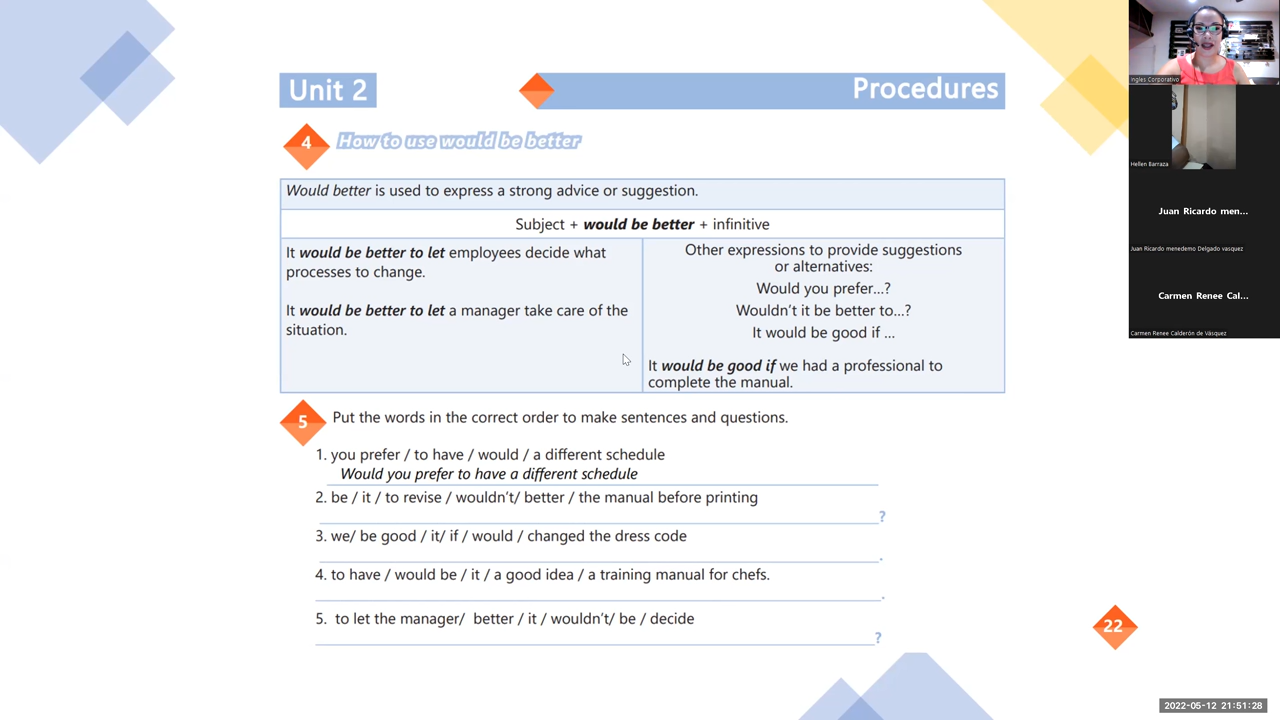 Unit 2
Procedures
4
How to use would be better
Would better is used to express a strong advice or suggestion.
Subject + would be better + infinitive
It would be better to let employees decide what
processes to change.
It would be better to let a manager take care of the
situation.
Other expressions to provide suggestions
or alternatives:
Would you prefer...?
Wouldn't it be better to...?
It would be good if ...
It would be good if we had a professional to
complete the manual.
5
Put the words in the correct order to make sentences and questions.
1. you prefer / to have / would / a different schedule
Would you prefer to have a different schedule
2. be / it / to revise / wouldn't/ better / the manual before printing
?
3. we/ be good / it/ if / would / changed the dress code
.
4. to have / would be / it / a good idea / a training manual for chefs.
.
5. to let the manager/ better / it / wouldn't/ be / decide
?
22
Ingles Corporativo
Hellen Barraza
Juan Ricardo men...
Juan Ricardo menedemo Delgado vasquez
Carmen Renee Cal...
Carmen Renee Calderón de Vásquez
2022-05-12 21:51:28